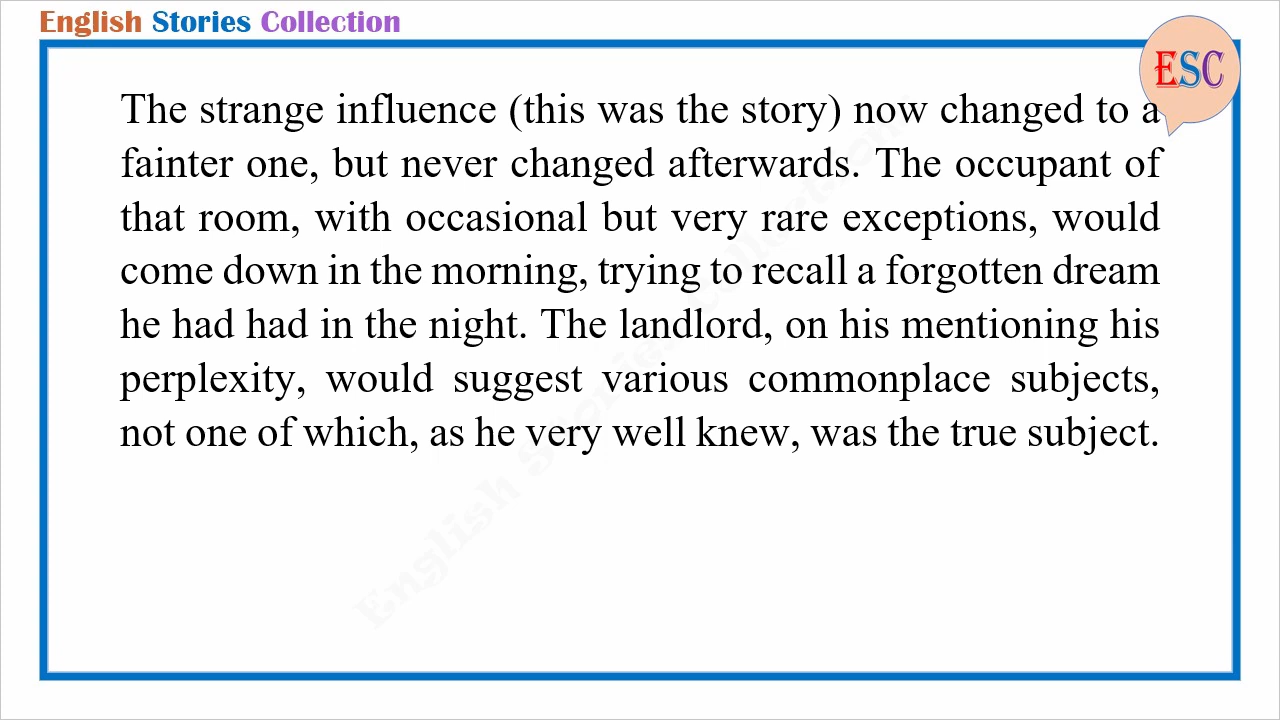 English Stories Collection
ESC
The strange influence (this was the story) now changed to a
fainter one, but never changed afterwards. The occupant of
that room, with occasional but very rare exceptions, would
come down in the morning, trying to recall a forgotten dream
he had had in the night. The landlord, on his mentioning his
perplexity, would suggest various commonplace subjects,
not one of which, as he very well knew, was the true subject.
English Stories Collection